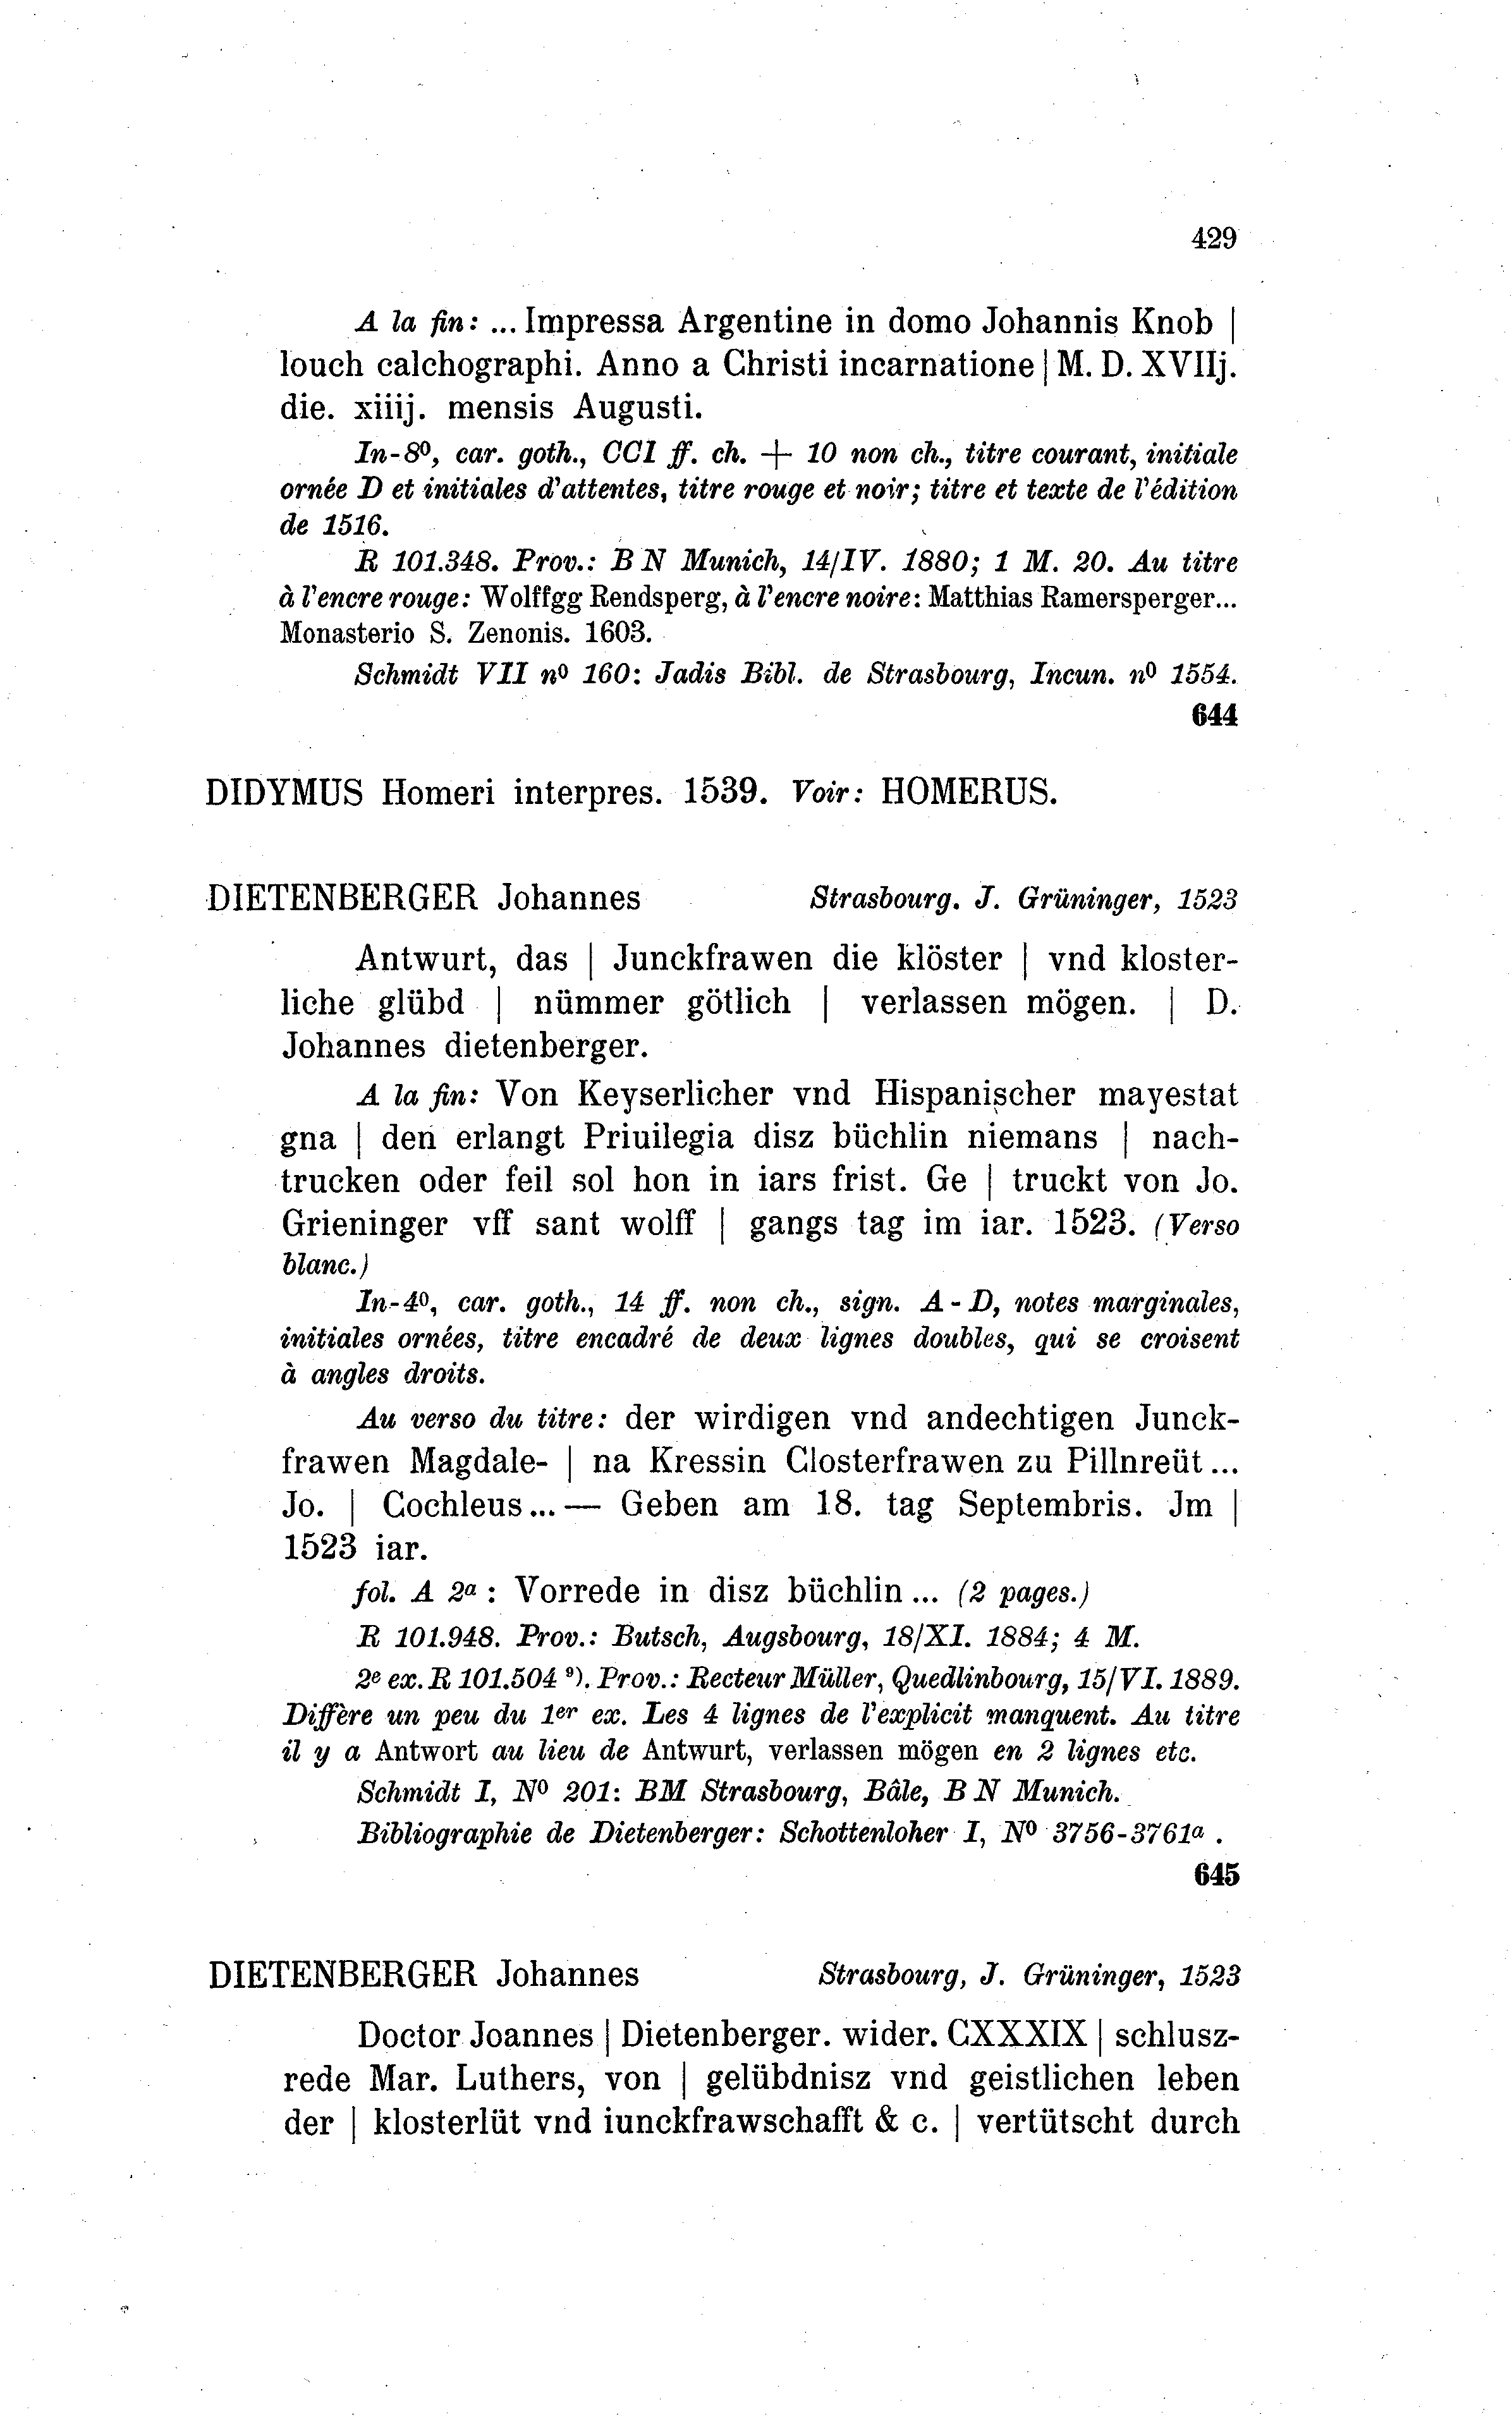 429
A la fin: ... Impressa Argentine in domo Johannis Knob |
louch calchographi. Anno a Christi incarnatione | M. D. XVIIj.
die. xiiij. mensis Augusti.
In-8º, car. goth., CCI ff. ch. + 10 non ch., titre courant, initiale
ornée D et initiales d'attentes, titre rouge et noir; titre et texte de l'édition
de 1516.
R 101.348. Prov.: B N Munich, 14/IV. 1880; 1 M. 20. Au titre
à l'encre rouge: Wolffgg Rendsperg, à l'encre noire: Matthias Ramersperger...
Monasterio S. Zenonis. 1603.
Schmidt VII nº 160: Jadis Bibl. de Strasbourg, Incun. nº 1554.
644
DIDYMUS Homeri interpres. 1539. Voir: HOMERUS.
DIETENBERGER Johannes Strasbourg. J. Grüninger, 1523
Antwurt, das | Junckfrawen die klöster | vnd kloster-
liche glübd | nümmer götlich | verlassen mögen. | D.
Johannes dietenberger.
A la fin: Von Keyserlicher vnd Hispanischer mayestat
gna | den erlangt Priuilegia disz büchlin niemans | nach-
trucken oder feil sol hon in iars frist. Ge | truckt von Jo.
Grieninger vff sant wolff | gangs tag im iar. 1523. (Verso
blanc.)
In-4º, car. goth., 14 ff. non ch., sign. A - D, notes marginales,
initiales ornées, titre encadré de deux lignes doubles, qui se croisent
à angles droits.
Au verso du titre: der wirdigen vnd andechtigen Junck-
frawen Magdale- | na Kressin Closterfrawen zu Pillnreüt ...
Jo. | Cochleus ... — Geben am 18. tag Septembris. Jm |
1523 iar.
fol. A 2ª : Vorrede in disz büchlin ... (2 pages.)
R 101.948. Prov.: Butsch, Augsbourg, 18/XI. 1884; 4 M.
2e ex. R 101.504 ⁹). Prov.: Recteur Müller, Quedlinbourg, 15/VI. 1889.
Diffère un peu du 1er ex. Les 4 lignes de l'explicit manquent. Au titre
il y a Antwort au lieu de Antwurt, verlassen mögen en 2 lignes etc.
Schmidt I, Nº 201: BM Strasbourg, Bâle, B N Munich.
Bibliographie de Dietenberger: Schottenloher I, Nº 3756-3761ª .
645
DIETENBERGER Johannes Strasbourg, J. Grüninger, 1523
Doctor Joannes | Dietenberger. wider. CXXXIX | schlusz-
rede Mar. Luthers, von | gelübdnisz vnd geistlichen leben
der | klosterlüt vnd iunckfrawschafft & c. | vertütscht durch